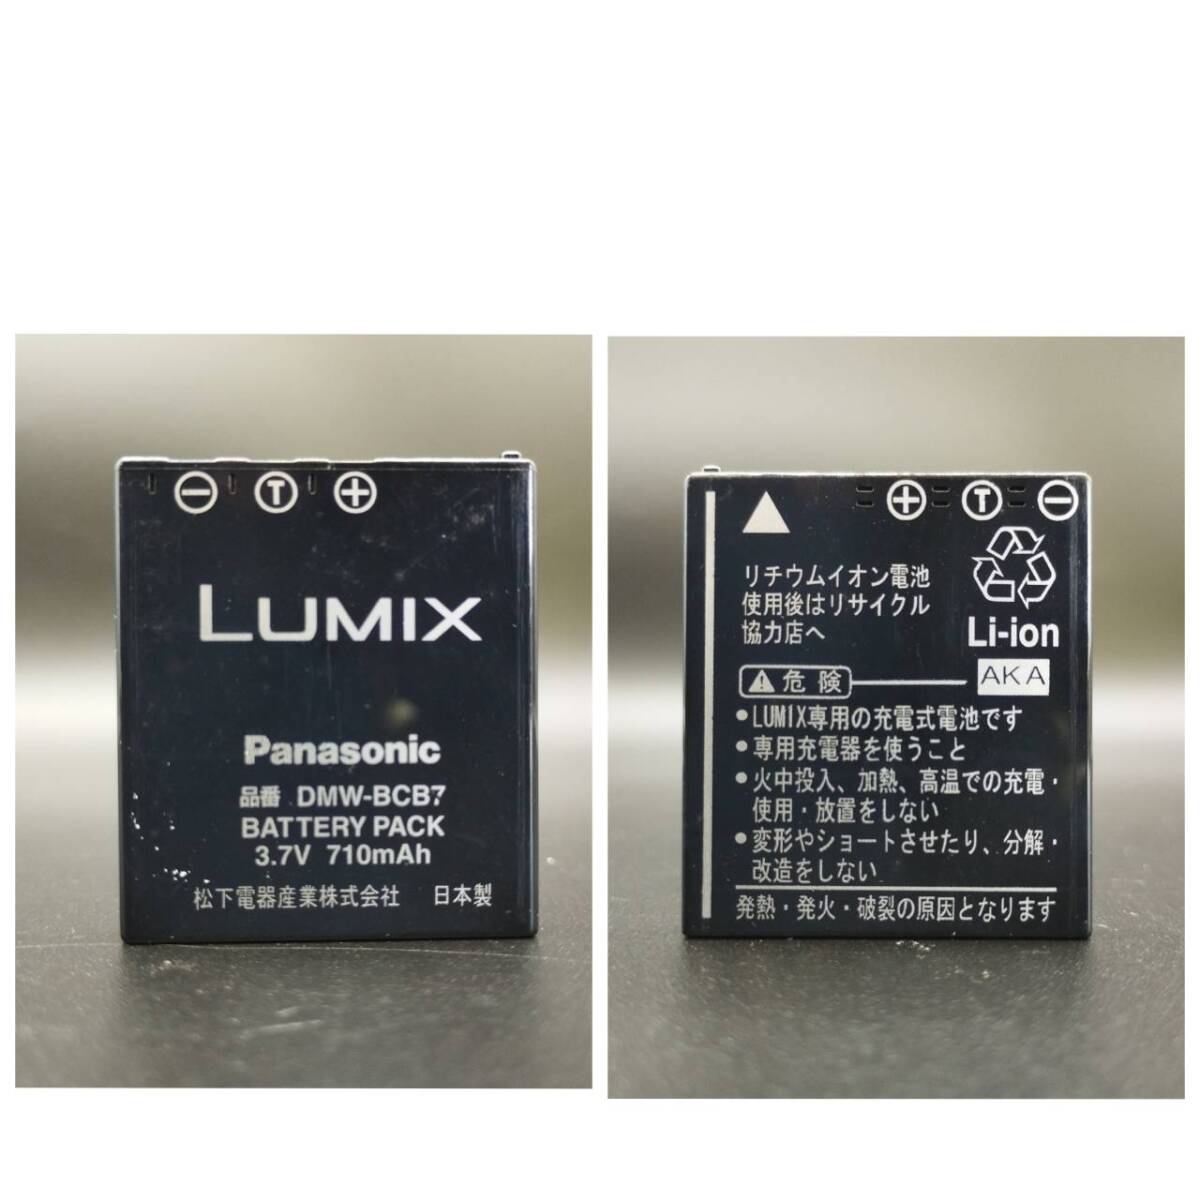 − T +
LUMIX
Panasonic
品番 DMW-BCB7
BATTERY PACK
3.7V 710mAh
松下電器産業株式会社 日本製
+ T −
リチウムイオン電池
使用後はリサイクル
協力店へ
Li-ion
AKA
危険
●LUMIX専用の充電式電池です
●専用充電器を使うこと
●火中投入、加熱、高温での充電・
使用・放置をしない
●変形やショートさせたり、分解・
改造をしない
発熱・発火・破裂の原因となります